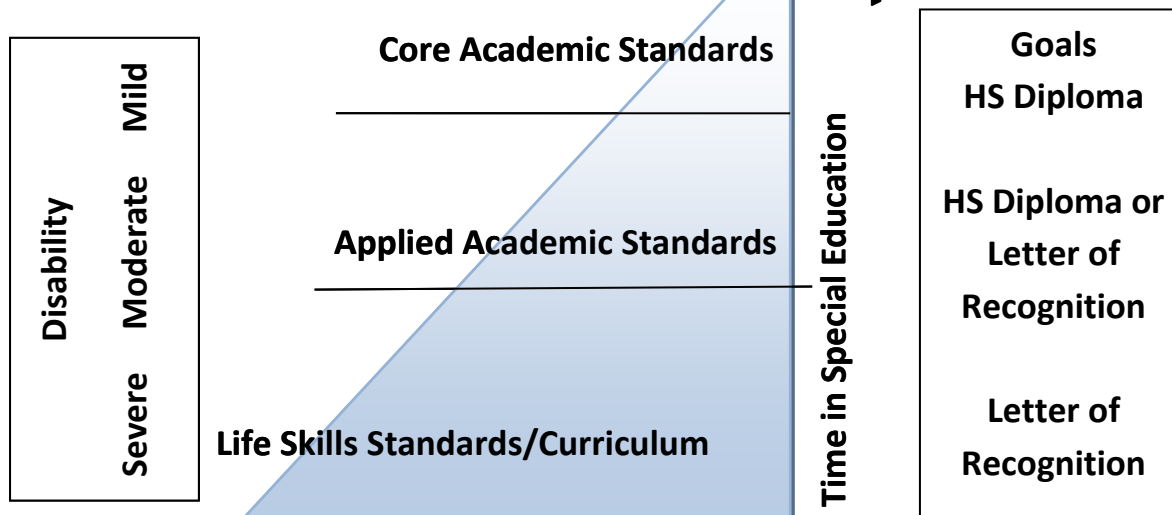 Disability
Mild
Moderate
Severe
Core Academic Standards
Applied Academic Standards
Life Skills Standards/Curriculum
Time in Special Education
Goals
HS Diploma
HS Diploma or
Letter of
Recognition
Letter of
Recognition